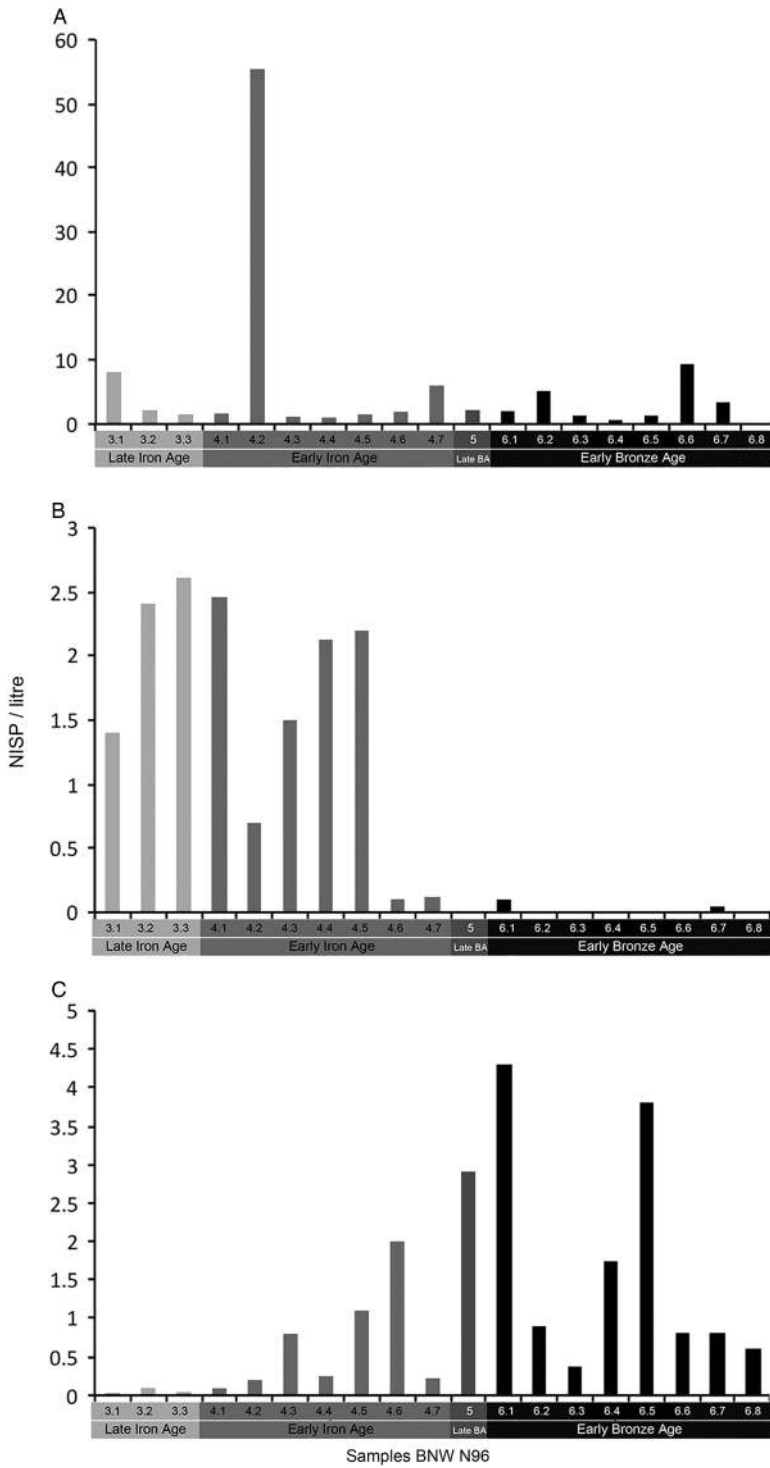 A
60
50
40
30
20
10
0
3.1 3.2 3.3 4.1 4.2 4.3 4.4 4.5 4.6 4.7 5 6.1 6.2 6.3 6.4 6.5 6.6 6.7 6.8
Late Iron Age Early Iron Age Late BA Early Bronze Age
B
3
2.5
2
1.5
1
0.5
0
NISP / litre
3.1 3.2 3.3 4.1 4.2 4.3 4.4 4.5 4.6 4.7 5 6.1 6.2 6.3 6.4 6.5 6.6 6.7 6.8
Late Iron Age Early Iron Age Late BA Early Bronze Age
C
5
4.5
4
3.5
3
2.5
2
1.5
1
0.5
0
3.1 3.2 3.3 4.1 4.2 4.3 4.4 4.5 4.6 4.7 5 6.1 6.2 6.3 6.4 6.5 6.6 6.7 6.8
Late Iron Age Early Iron Age Late BA Early Bronze Age
Samples BNW N96